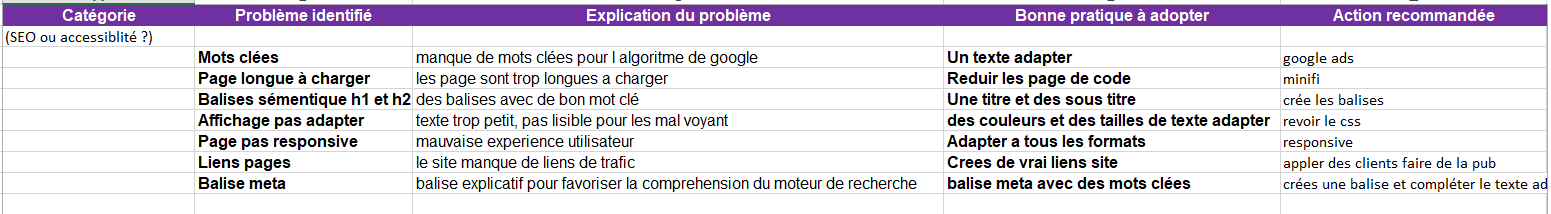 Catégorie Problème identifié Explication du problème Bonne pratique à adopter Action recommandée
(SEO ou accessiblité ?)
Mots clées manque de mots clées pour l algoritme de google Un texte adapter google ads
Page longue à charger les page sont trop longues a charger Reduir les page de code minifi
Balises sémentique h1 et h2 des balises avec de bon mot clé Une titre et des sous titre crée les balises
Affichage pas adapter texte trop petit, pas lisible pour les mal voyant des couleurs et des tailles de texte adapter revoir le css
Page pas responsive mauvaise experience utilisateur Adapter a tous les formats responsive
Liens pages le site manque de liens de trafic Crees de vrai liens site appler des clients faire de la pub
Balise meta balise explicatif pour favoriser la comprehension du moteur de recherche balise meta avec des mots clées crées une balise et compléter le texte ad